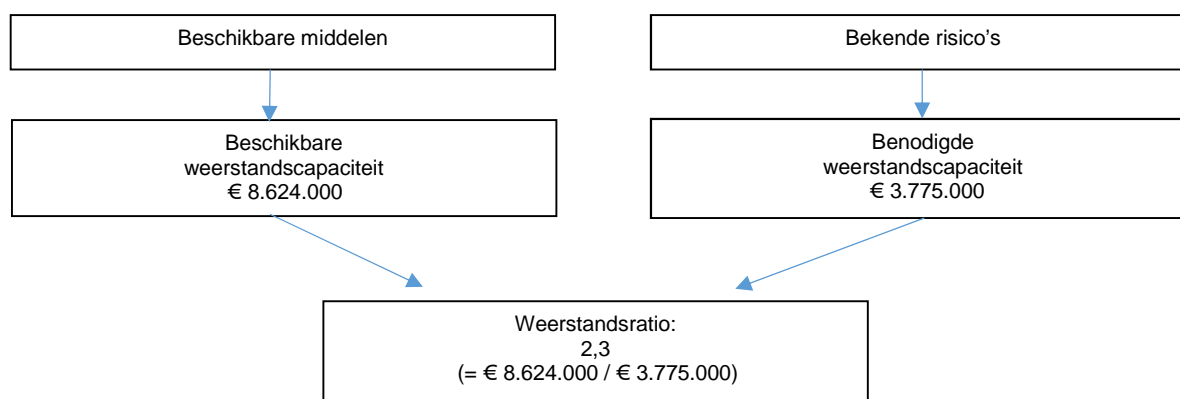 Beschikbare middelen
Bekende risico's
Beschikbare
weerstandscapaciteit
€ 8.624.000
Benodigde
weerstandscapaciteit
€ 3.775.000
Weerstandsratio:
2,3
(= € 8.624.000 / € 3.775.000)